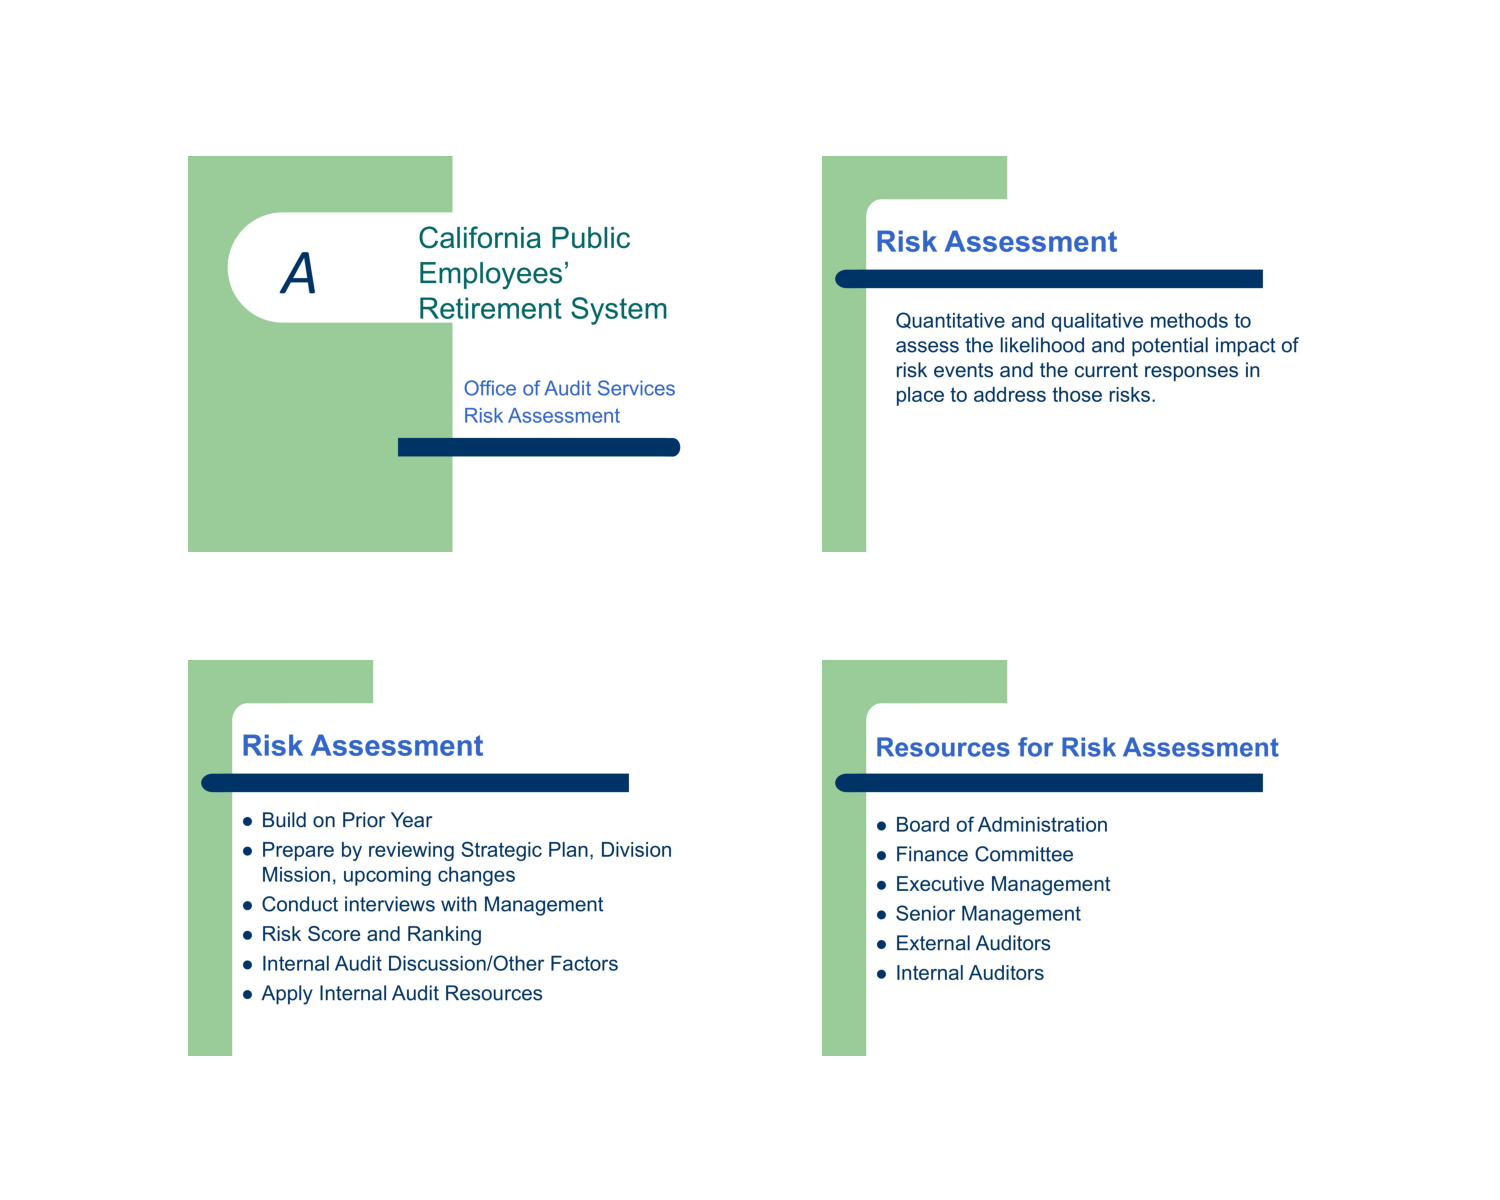 A
California Public
Employees’
Retirement System
Office of Audit Services
Risk Assessment
Risk Assessment
Quantitative and qualitative methods to
assess the likelihood and potential impact of
risk events and the current responses in
place to address those risks.
Risk Assessment
● Build on Prior Year
● Prepare by reviewing Strategic Plan, Division
Mission, upcoming changes
● Conduct interviews with Management
● Risk Score and Ranking
● Internal Audit Discussion/Other Factors
● Apply Internal Audit Resources
Resources for Risk Assessment
● Board of Administration
● Finance Committee
● Executive Management
● Senior Management
● External Auditors
● Internal Auditors